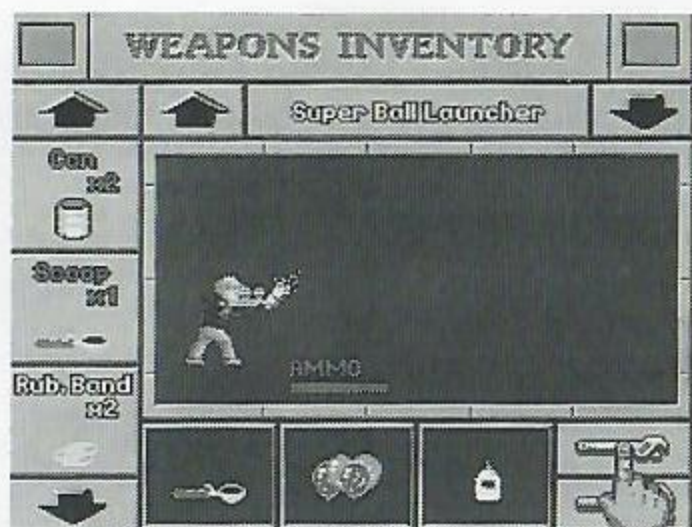 WEAPONS INVENTORY
Super Ball Launcher
Can
x2
Scoop
x1
Rub. Band
x2
AMMO